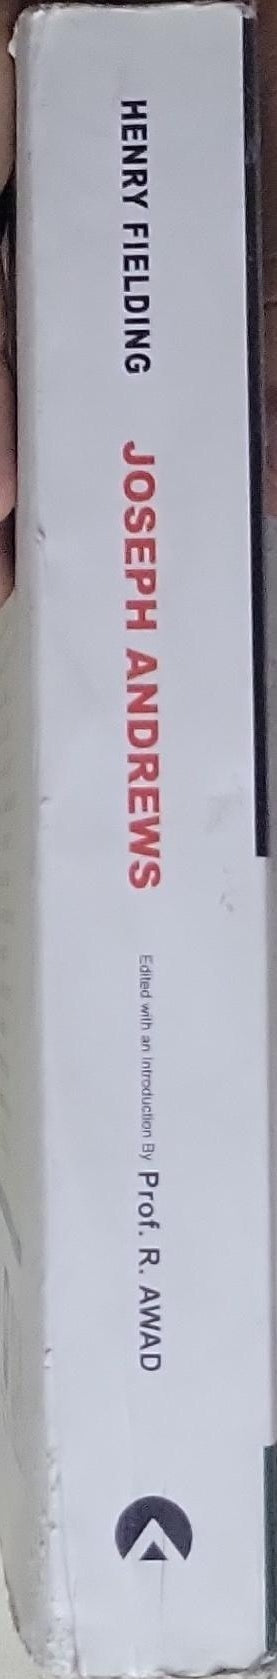 HENRY FIELDING JOSEPH ANDREWS Edited with an Introduction By Prof. R. AWAD